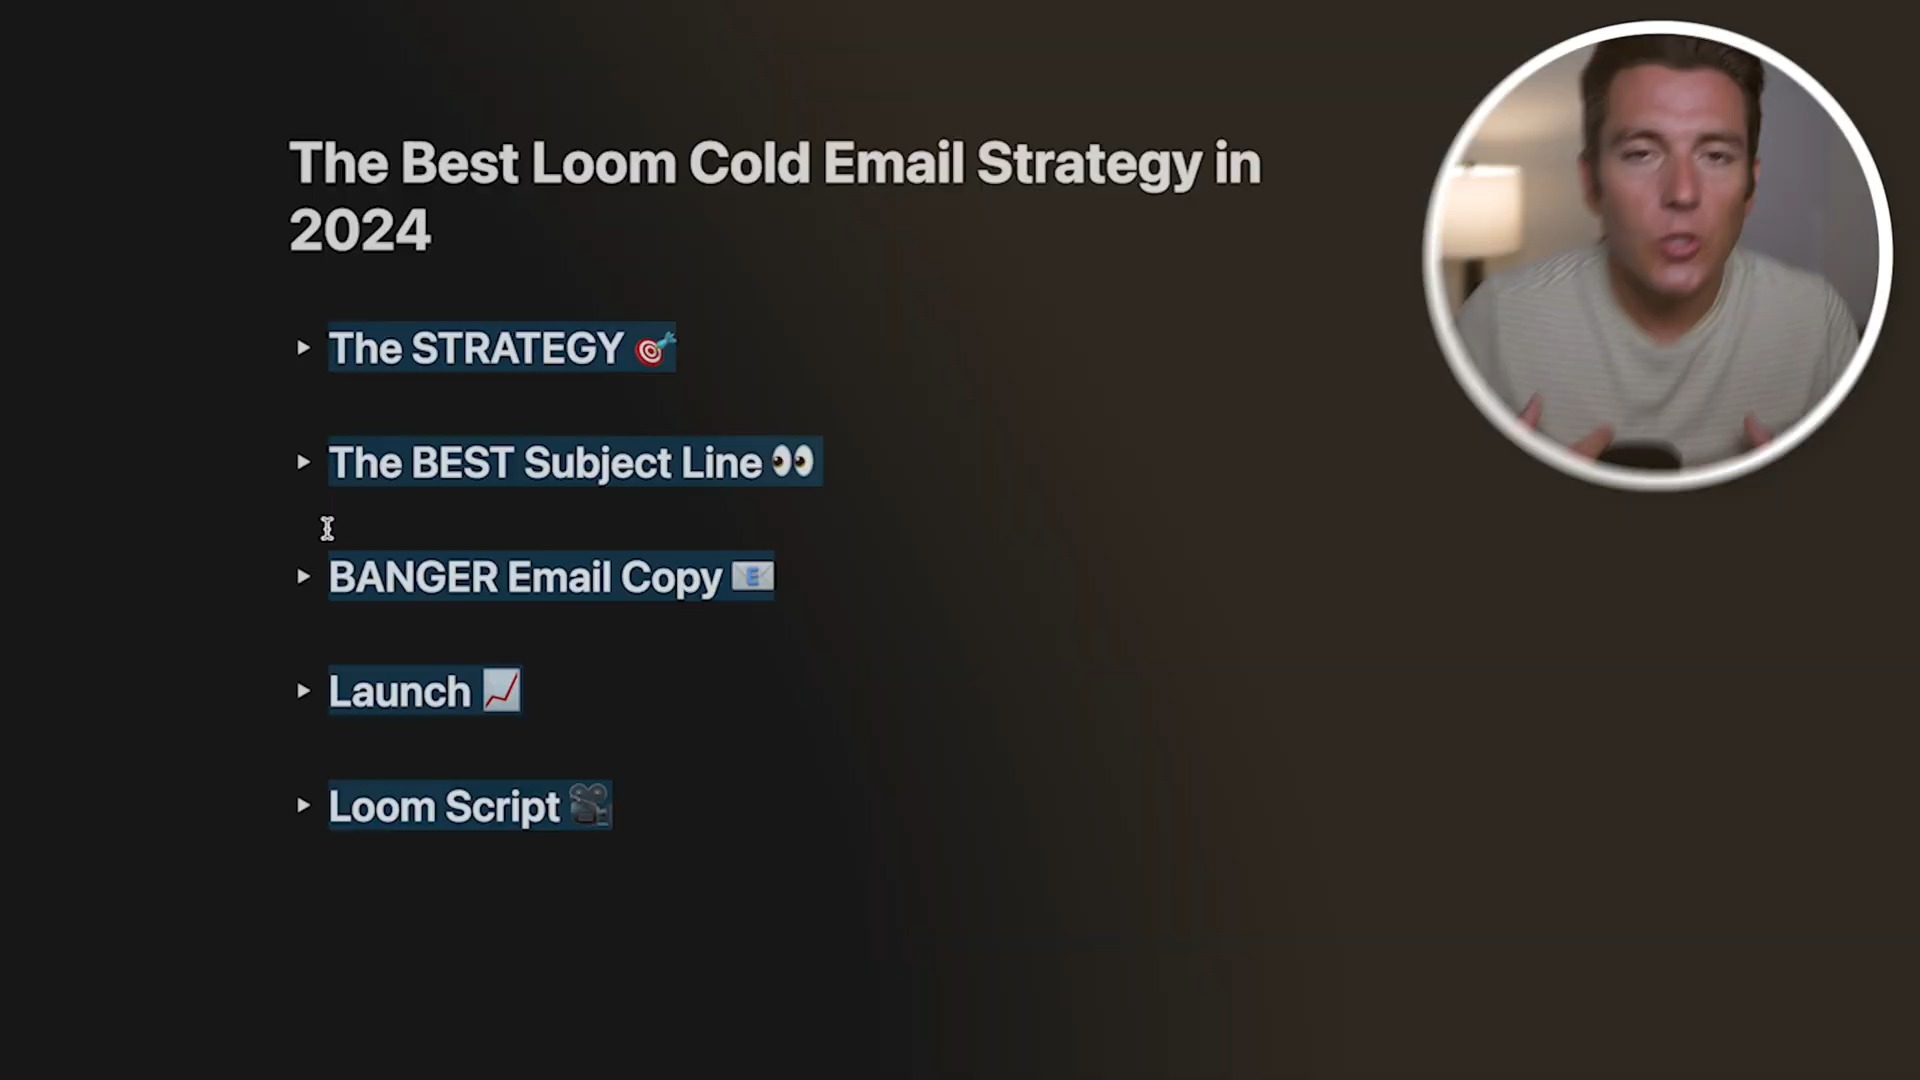 The Best Loom Cold Email Strategy in
2024
The STRATEGY 🎯
The BEST Subject Line 👀
BANGER Email Copy 📧
Launch 📈
Loom Script 🎥